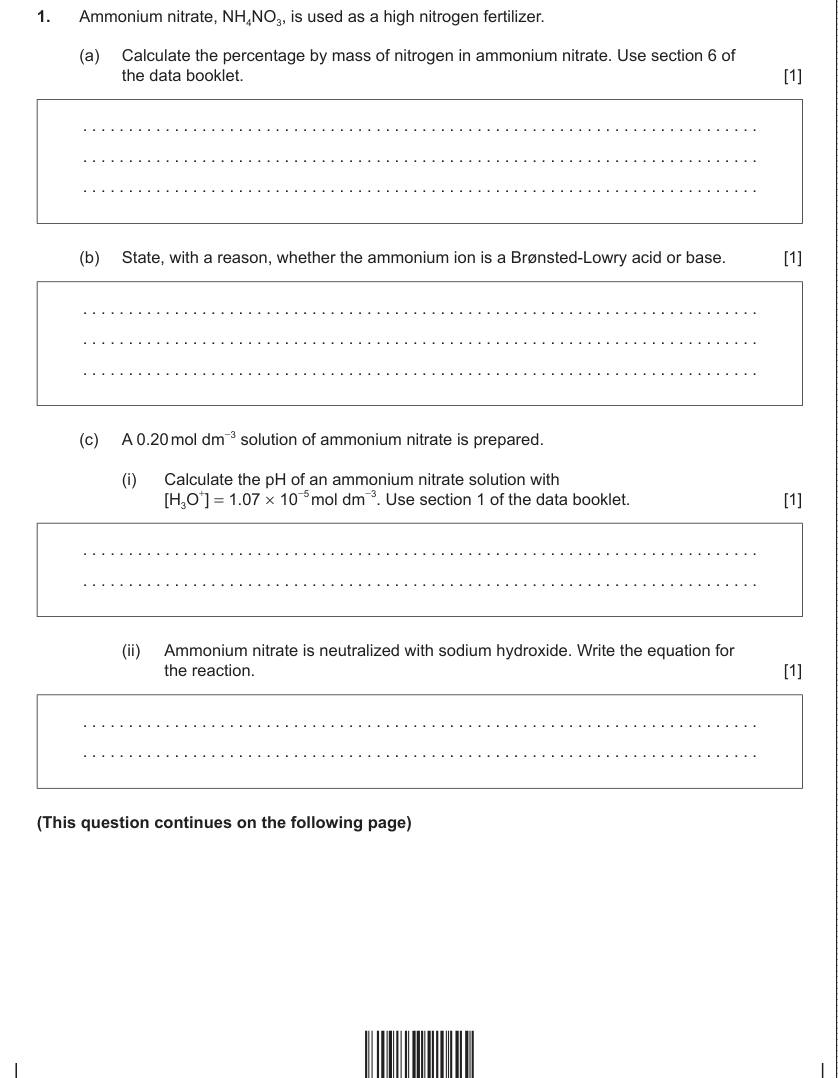 1. Ammonium nitrate, NH₄NO₃, is used as a high nitrogen fertilizer.
(a) Calculate the percentage by mass of nitrogen in ammonium nitrate. Use section 6 of
the data booklet. [1]
(b) State, with a reason, whether the ammonium ion is a Brønsted-Lowry acid or base. [1]
(c) A 0.20 mol dm⁻³ solution of ammonium nitrate is prepared.
(i) Calculate the pH of an ammonium nitrate solution with
[H₃O⁺] = 1.07 × 10⁻⁵ mol dm⁻³. Use section 1 of the data booklet. [1]
(ii) Ammonium nitrate is neutralized with sodium hydroxide. Write the equation for
the reaction. [1]
(This question continues on the following page)